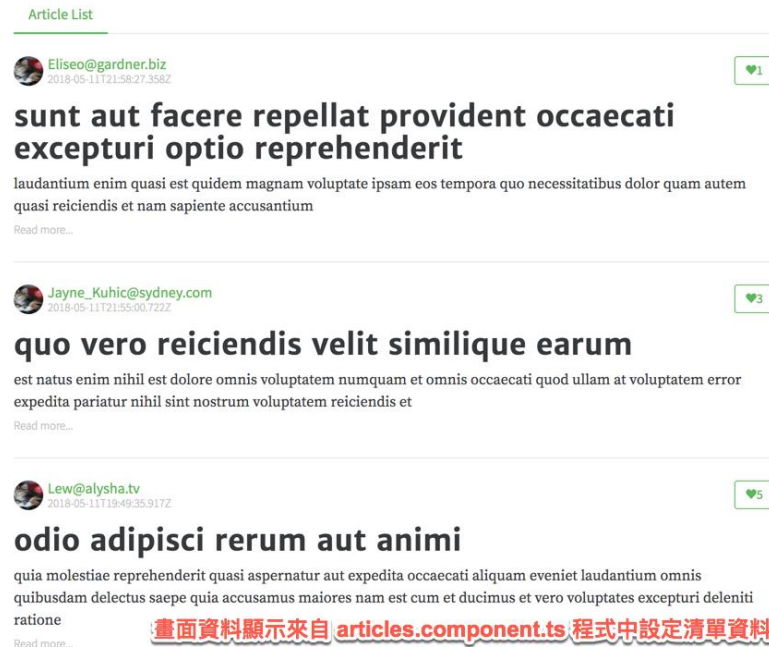 Article List
Eliseo@gardner.biz
2018-05-11T21:58:27.358Z
♥1
sunt aut facere repellat provident occaecati
excepturi optio reprehenderit
laudantium enim quasi est quidem magnam voluptate ipsam eos tempora quo necessitatibus dolor quam autem
quasi reiciendis et nam sapiente accusantium
Read more...
Jayne_Kuhic@sydney.com
2018-05-11T21:55:00.722Z
♥3
quo vero reiciendis velit similique earum
est natus enim nihil est dolore omnis voluptatem numquam et omnis occaecati quod ullam at voluptatem error
expedita pariatur nihil sint nostrum voluptatem reiciendis et
Read more...
Lew@alysha.tv
2018-05-11T19:49:35.917Z
♥5
odio adipisci rerum aut animi
quia molestiae reprehenderit quasi aspernatur aut expedita occaecati aliquam eveniet laudantium omnis
quibusdam delectus saepe quia accusamus maiores nam est cum et ducimus et vero voluptates excepturi deleniti
ratione
畫面資料顯示來自 articles.component.ts 程式中設定清單資料
Read more...